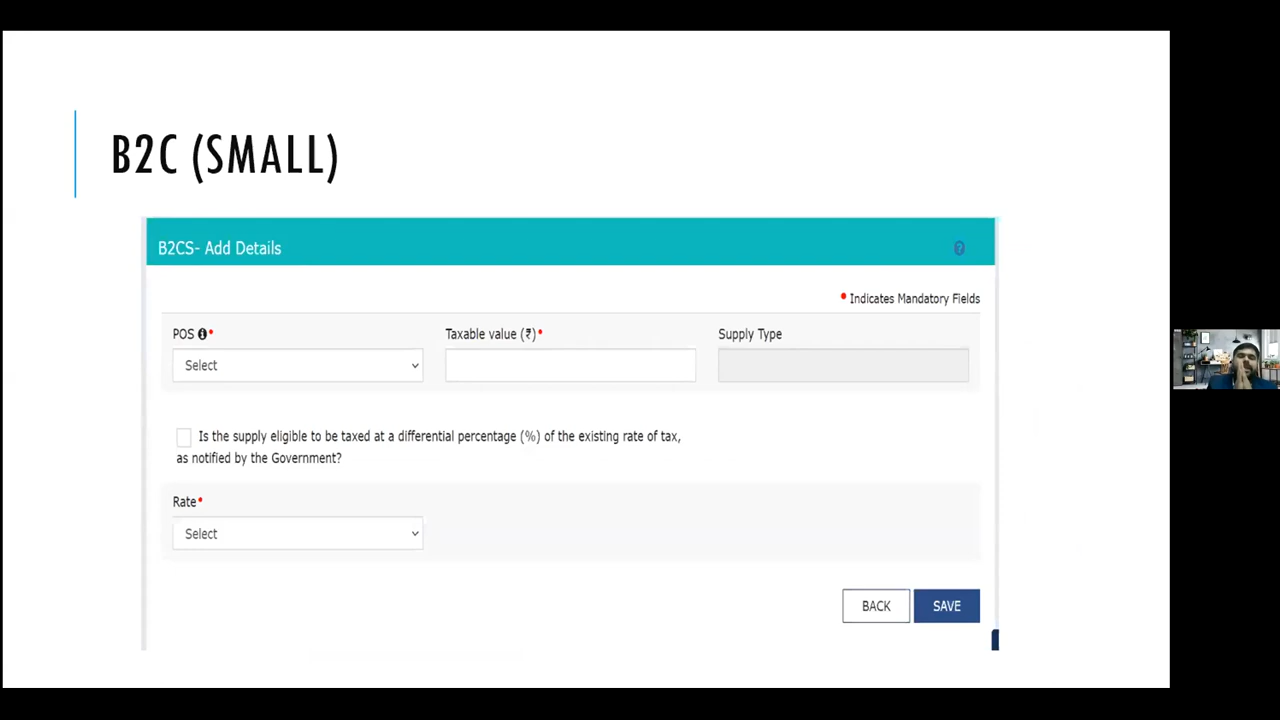 B2C (SMALL)
B2CS- Add Details
• Indicates Mandatory Fields
POS •
Taxable value (₹)•
Supply Type
Select
Is the supply eligible to be taxed at a differential percentage (%) of the existing rate of tax,
as notified by the Government?
Rate•
Select
BACK
SAVE